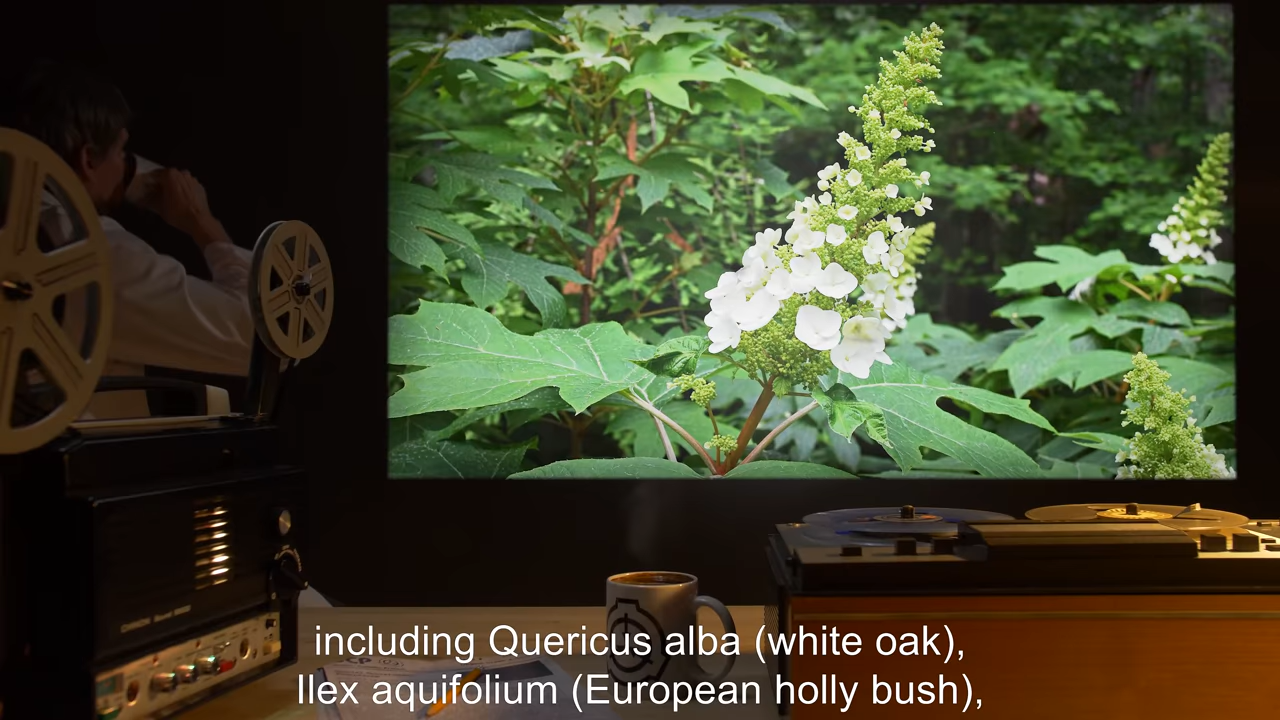 including Quericus alba (white oak),
Ilex aquifolium (European holly bush),